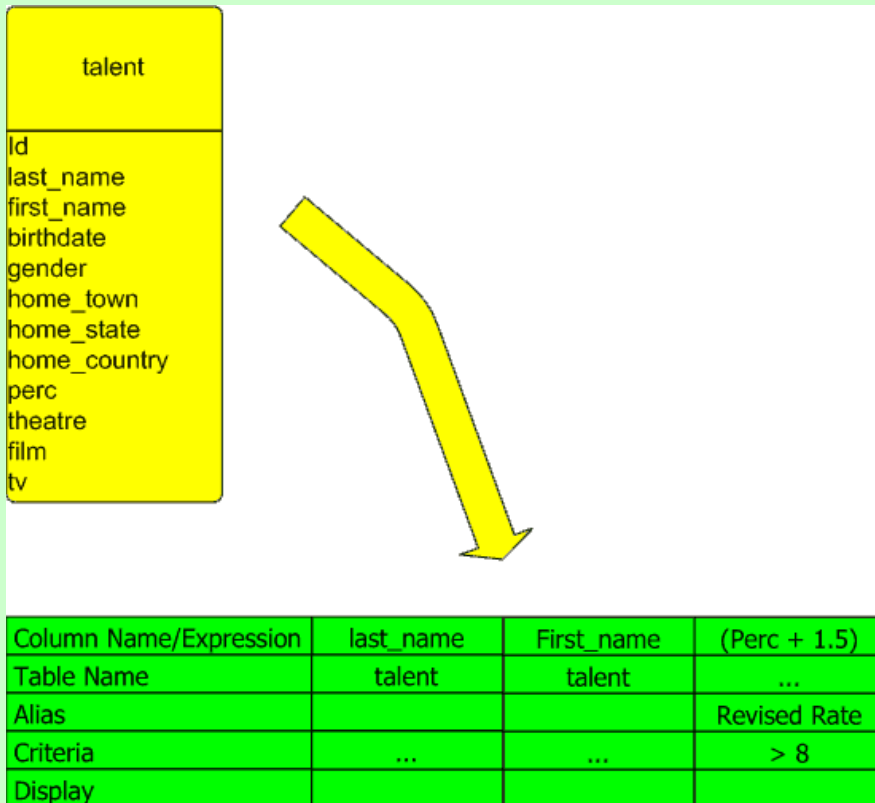 talent
Id
last_name
first_name
birthdate
gender
home_town
home_state
home_country
perc
theatre
film
tv
Column Name/Expression last_name First_name (Perc + 1.5)
Table Name talent talent ...
Alias Revised Rate
Criteria ... ... > 8
Display